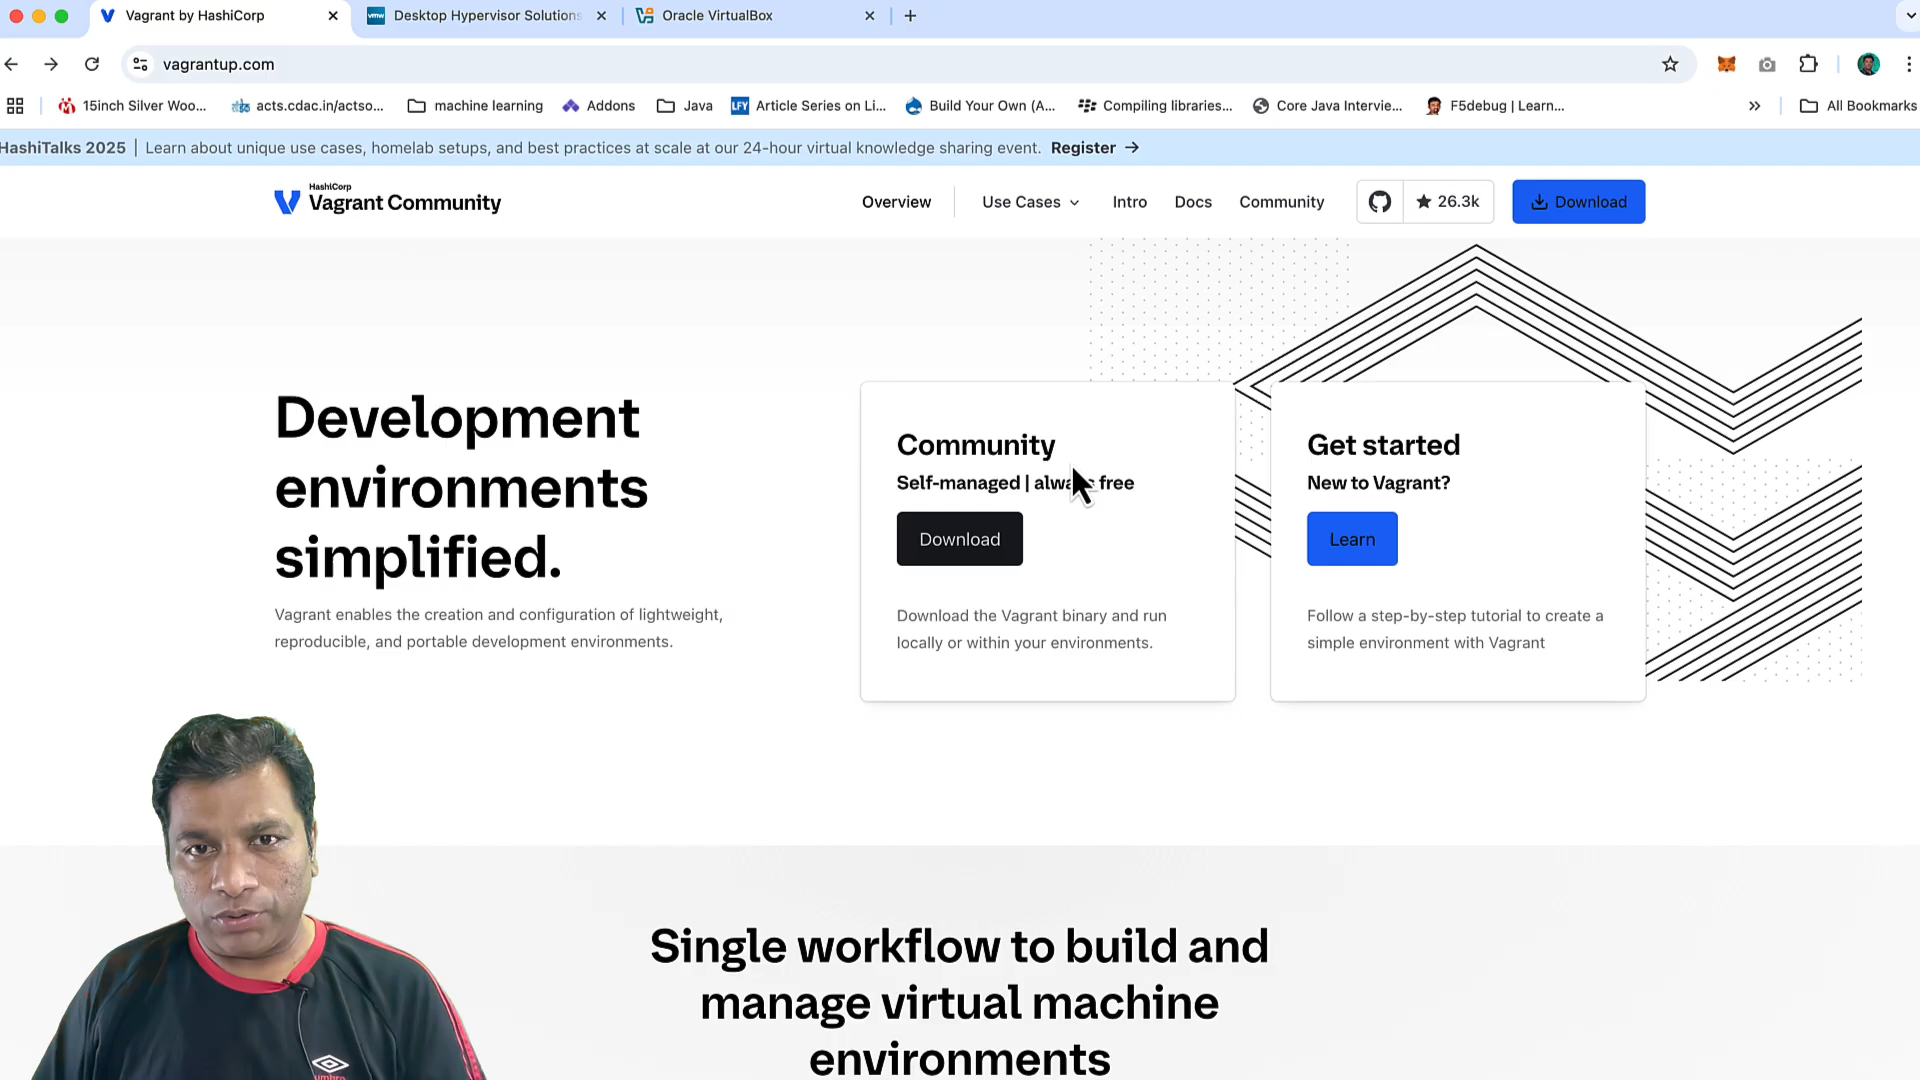 Vagrant by HashiCorp
Desktop Hypervisor Solutions
Oracle VirtualBox
vagrantup.com
15inch Silver Woo...
acts.cdac.in/actso...
machine learning
Addons
Java
LFY
Article Series on Li...
Build Your Own (A...
Compiling libraries...
Core Java Intervie...
F5debug | Learn...
All Bookmarks
HashiTalks 2025
Learn about unique use cases, homelab setups, and best practices at scale at our 24-hour virtual knowledge sharing event. Register →
HashiCorp
Vagrant Community
Overview
Use Cases
Intro
Docs
Community
26.3k
Download
Development
environments
simplified.
Vagrant enables the creation and configuration of lightweight,
reproducible, and portable development environments.
Community
Self-managed | free
Download
Download the Vagrant binary and run
locally or within your environments.
Get started
New to Vagrant?
Learn
Follow a step-by-step tutorial to create a
simple environment with Vagrant
Single workflow to build and
manage virtual machine
environments
umbro